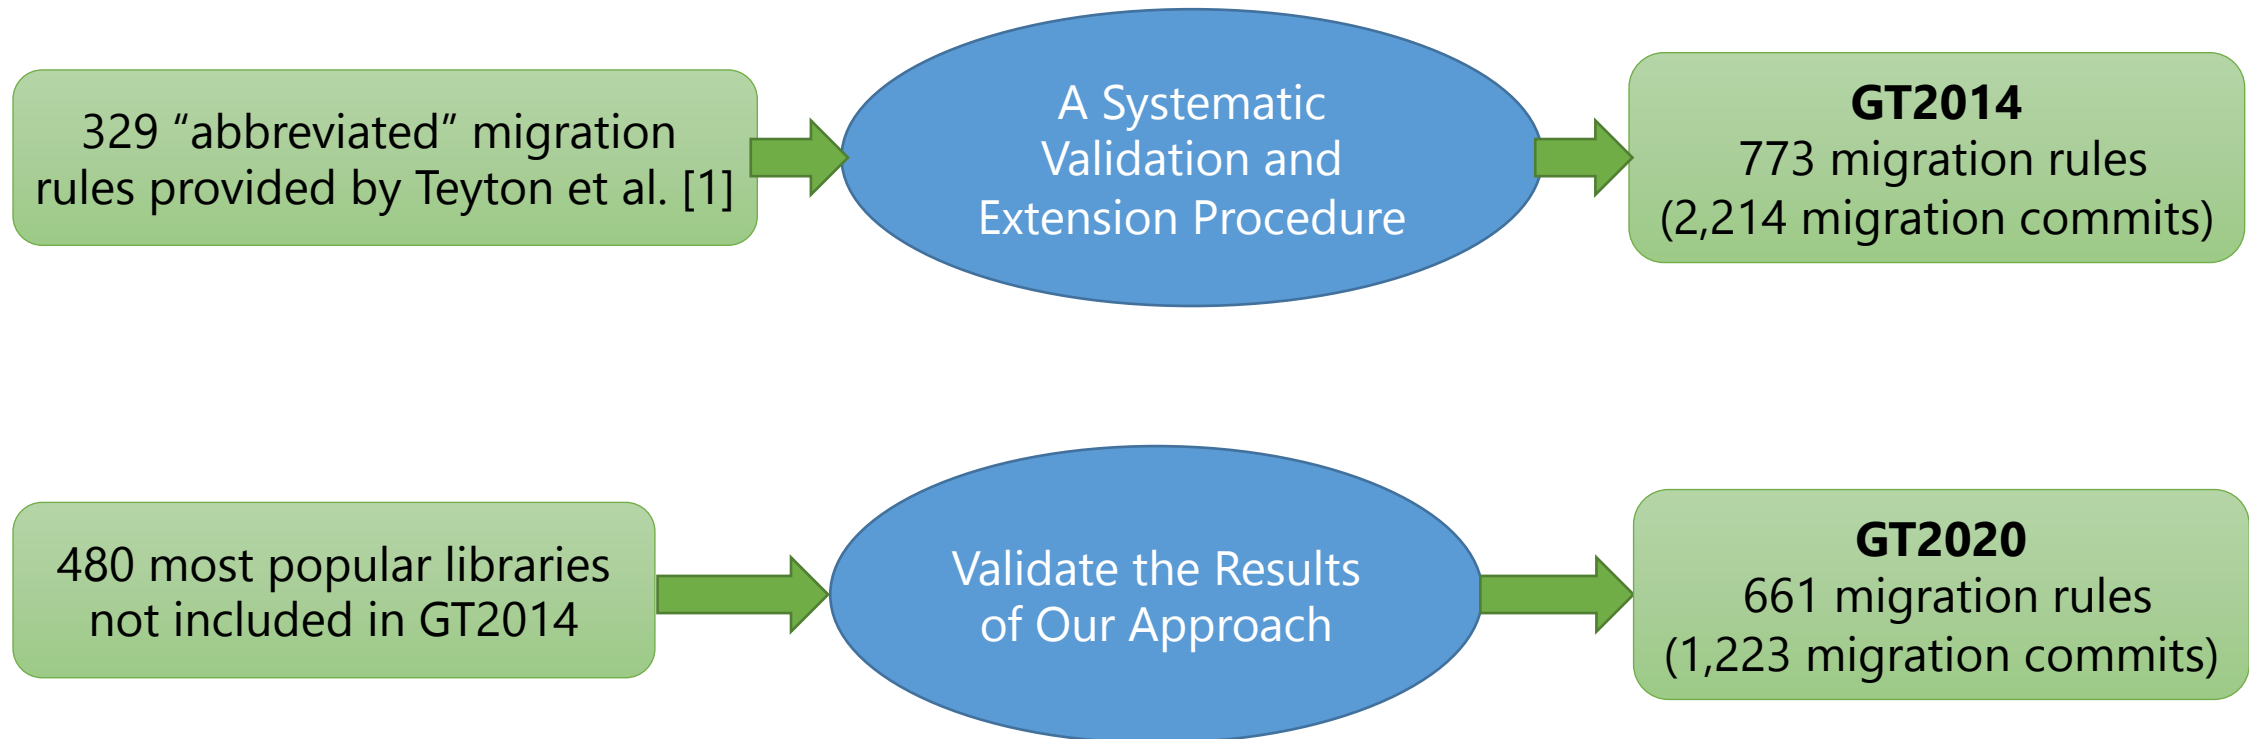 329 “abbreviated” migration
rules provided by Teyton et al. [1]
A Systematic
Validation and
Extension Procedure
GT2014
773 migration rules
(2,214 migration commits)
480 most popular libraries
not included in GT2014
Validate the Results
of Our Approach
GT2020
661 migration rules
(1,223 migration commits)